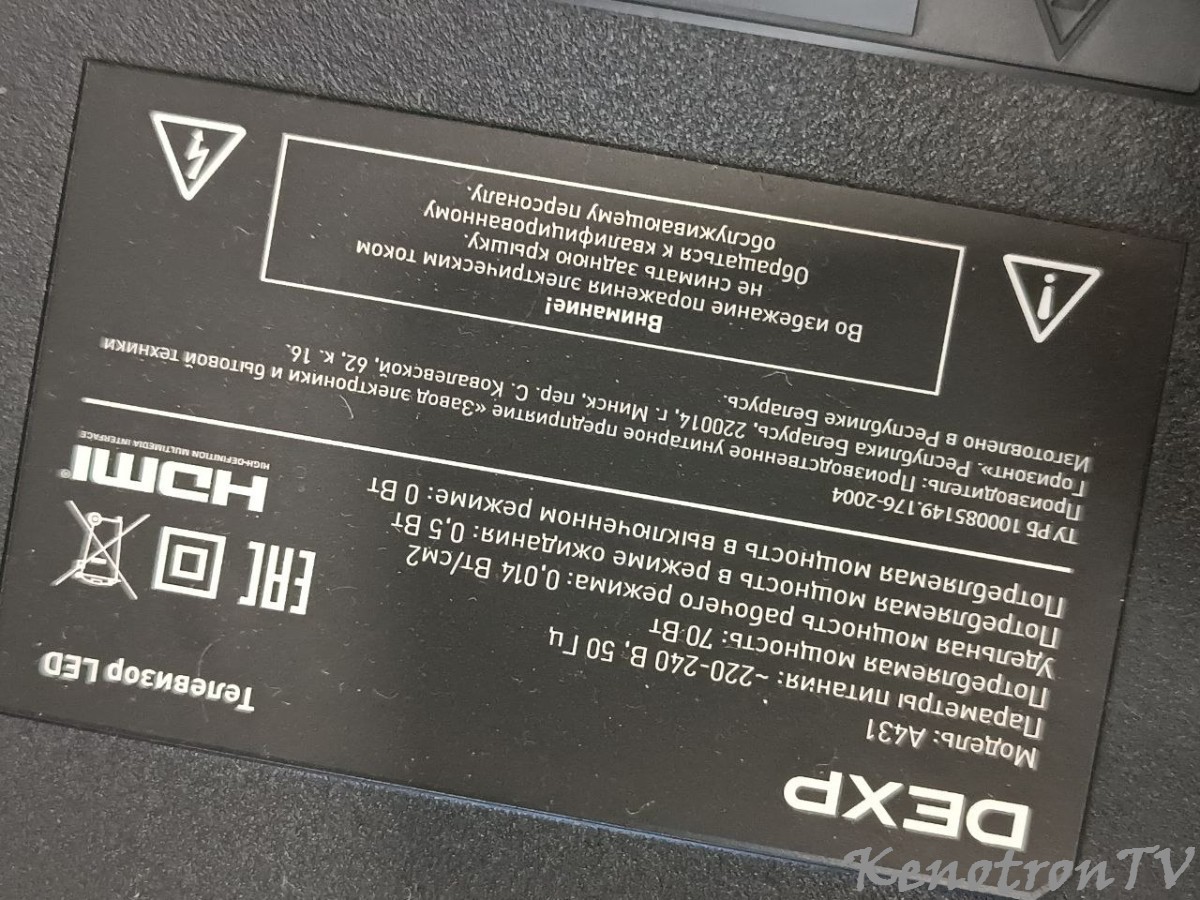 DEXP
Телевизор LED
Модель: А431
Параметры питания: ~220-240 В, 50 Гц
Потребляемая мощность: 70 Вт
Удельная мощность рабочего режима: 0,014 Вт/см2
Потребляемая мощность в режиме ожидания: 0,5 Вт
Потребляемая мощность в выключенном режиме: 0 Вт
EAC
HDMI®
HIGH-DEFINITION MULTIMEDIA INTERFACE
ТУ РБ 100085149.176-2004
Производитель: Производственное унитарное предприятие «Завод электроники и бытовой техники
Горизонт». Республика Беларусь, 220014, г. Минск, пер. С. Ковалевской, 62, к. 16.
Изготовлено в Республике Беларусь.
Внимание!
Во избежание поражения электрическим током
не снимать заднюю крышку.
Обращаться к квалифицированному
обслуживающему персоналу.
KenotronTV